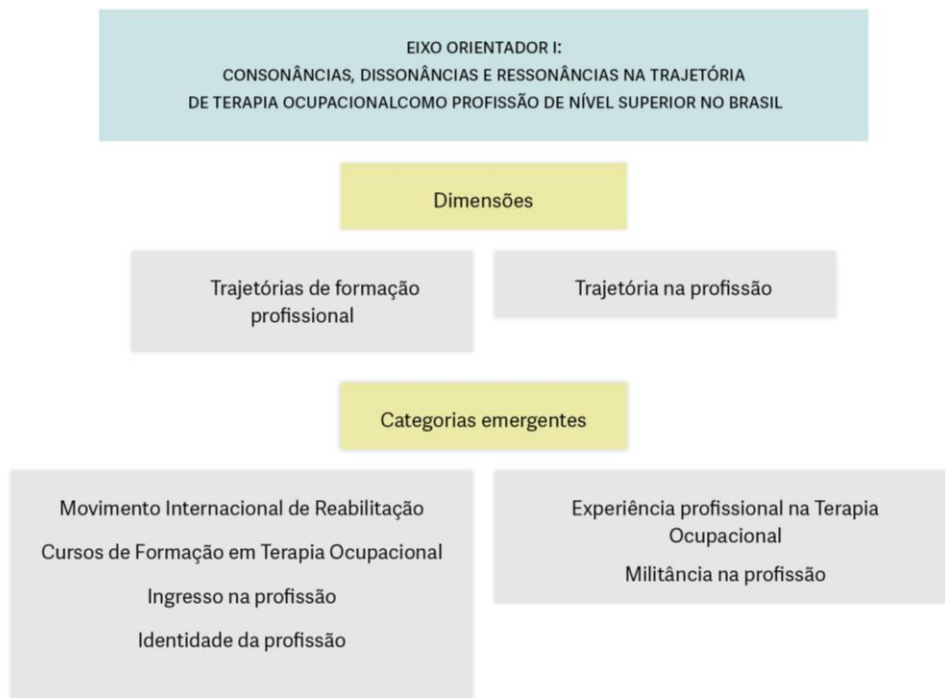 EIXO ORIENTADOR I:
CONSONÂNCIAS, DISSONÂNCIAS E RESSONÂNCIAS NA TRAJETÓRIA
DE TERAPIA OCUPACIONALCOMO PROFISSÃO DE NÍVEL SUPERIOR NO BRASIL
Dimensões
Trajetórias de formação
profissional
Trajetória na profissão
Categorias emergentes
Movimento Internacional de Reabilitação
Cursos de Formação em Terapia Ocupacional
Ingresso na profissão
Identidade da profissão
Experiência profissional na Terapia
Ocupacional
Militância na profissão